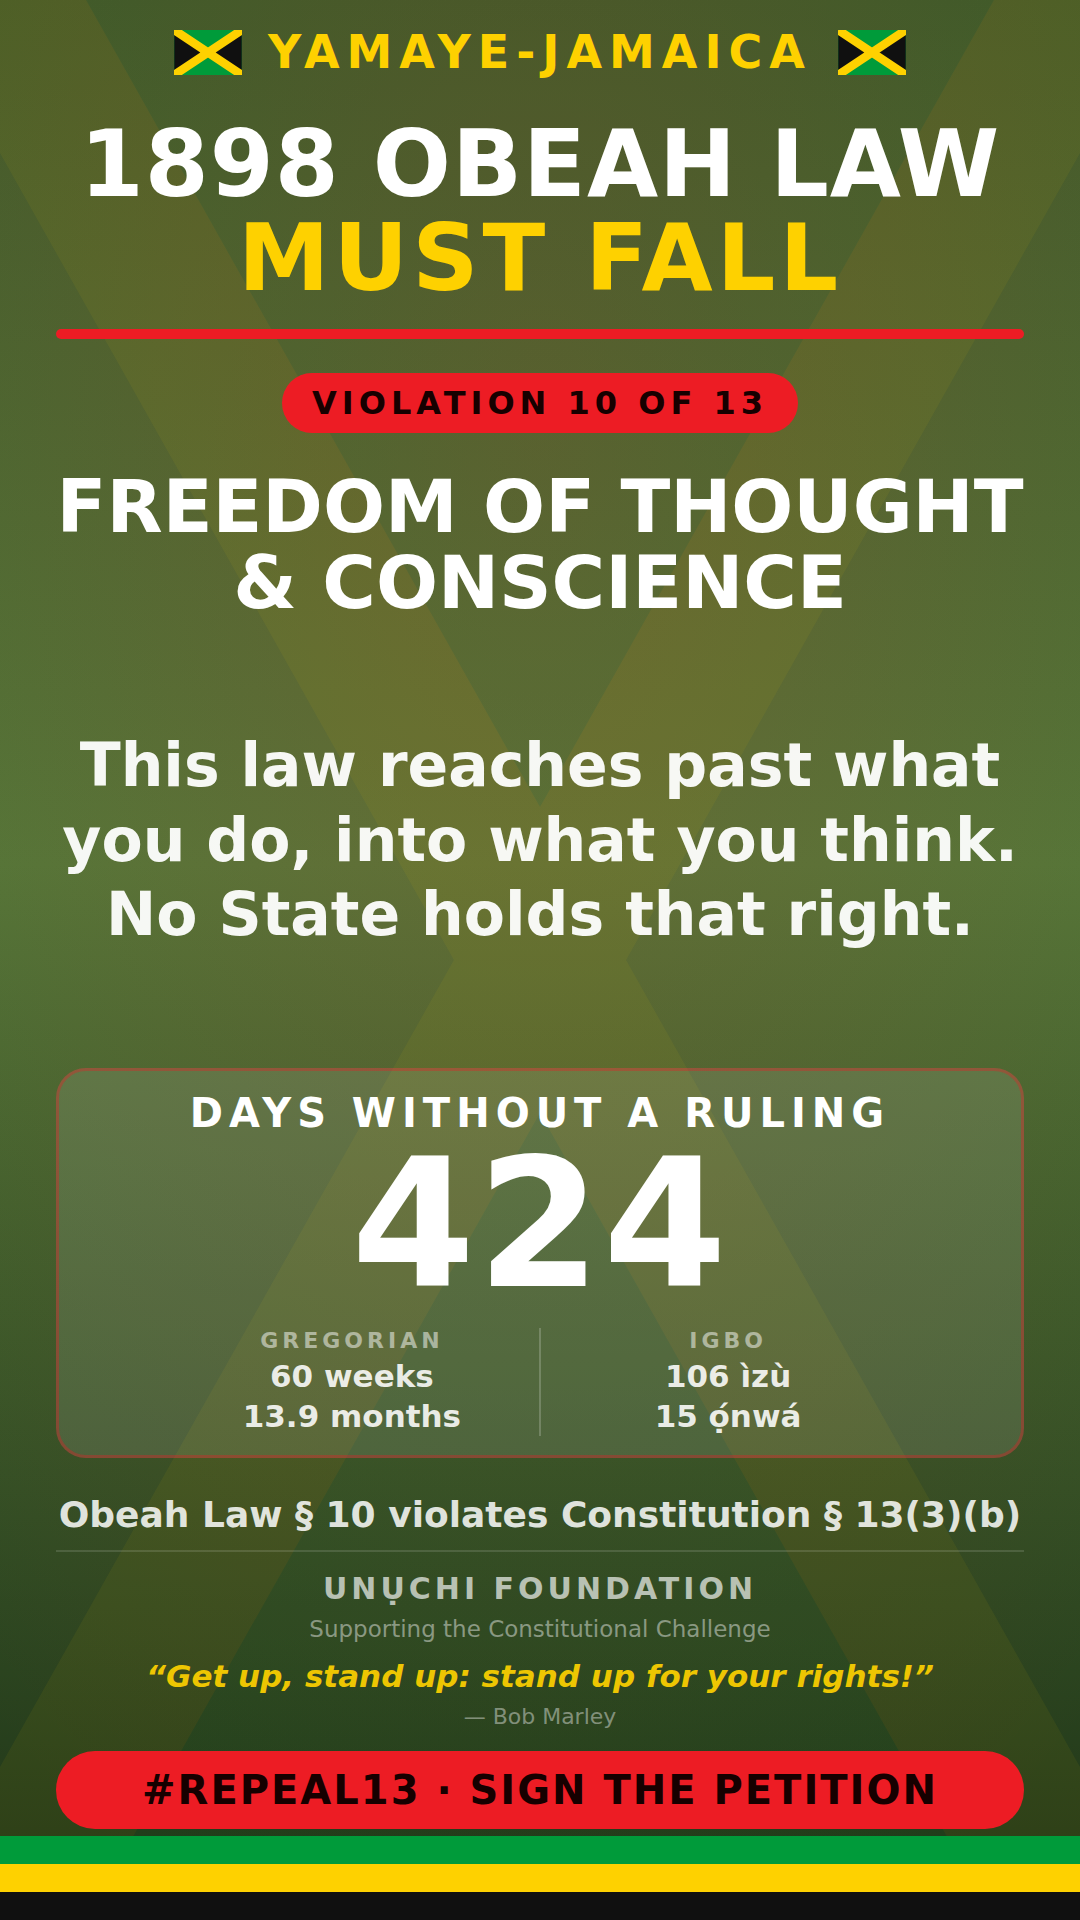 YAMAYE-JAMAICA
1898 OBEAH LAW
MUST FALL
VIOLATION 10 OF 13
FREEDOM OF THOUGHT
& CONSCIENCE
This law reaches past what
you do, into what you think.
No State holds that right.
DAYS WITHOUT A RULING
424
GREGORIAN
60 weeks
13.9 months
IGBO
106 ìzù
15 ọ́nwá
Obeah Law § 10 violates Constitution § 13(3)(b)
UNỤCHI FOUNDATION
Supporting the Constitutional Challenge
“Get up, stand up: stand up for your rights!”
— Bob Marley
#REPEAL13 · SIGN THE PETITION